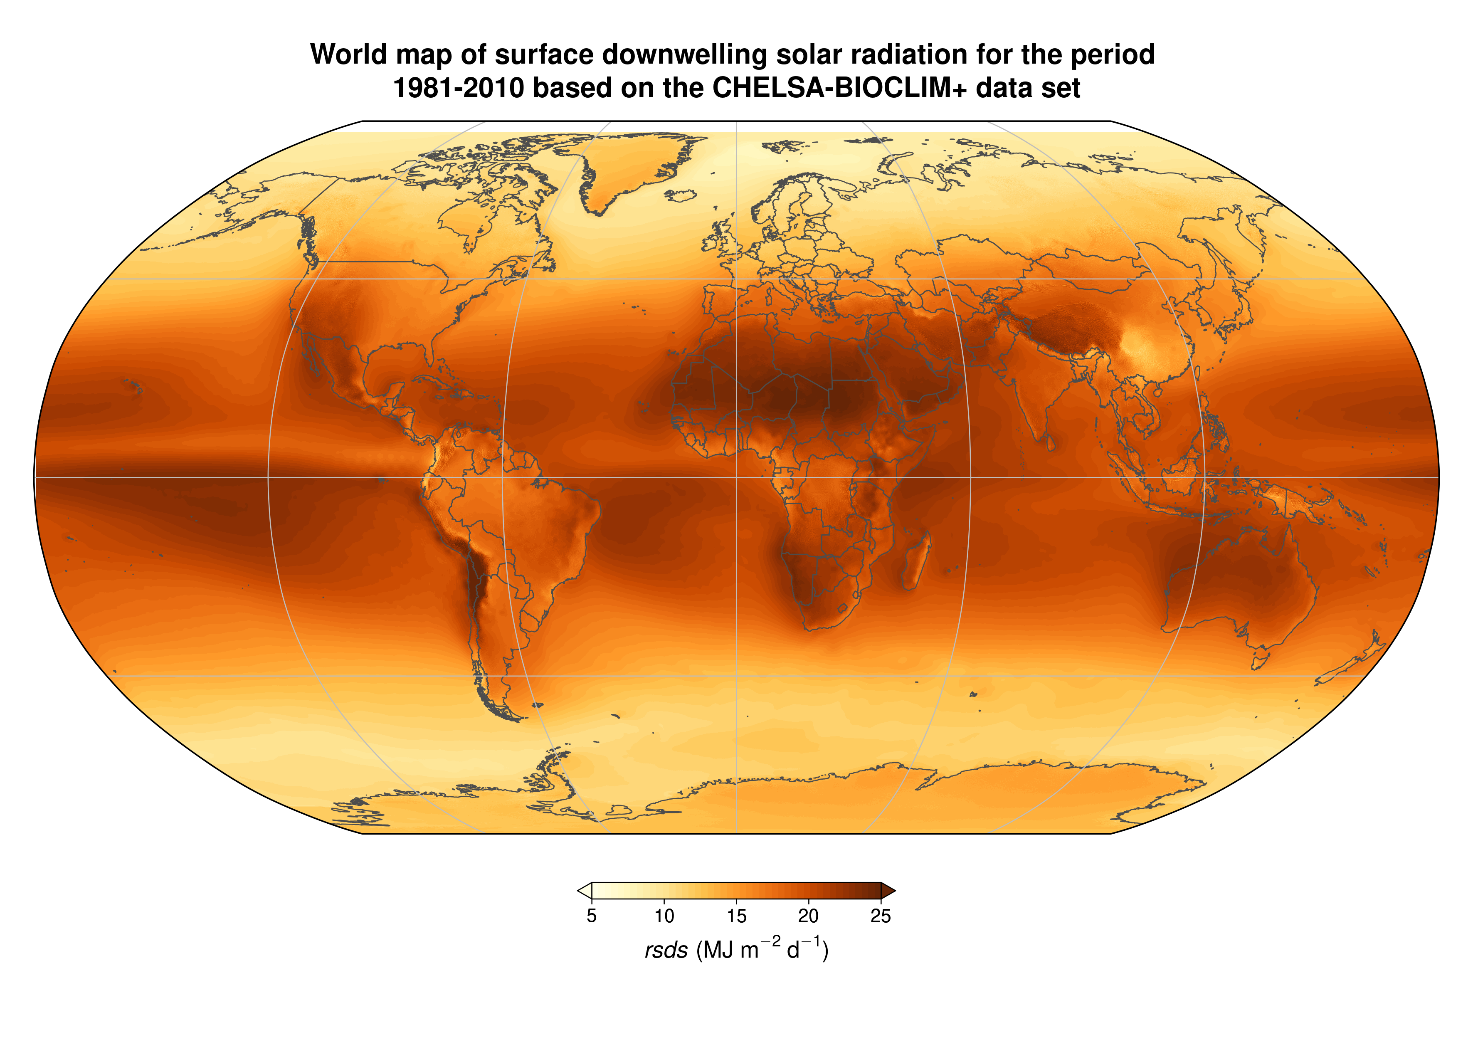 World map of surface downwelling solar radiation for the period
1981-2010 based on the CHELSA-BIOCLIM+ data set
5 10 15 20 25
rsds (MJ m⁻² d⁻¹)